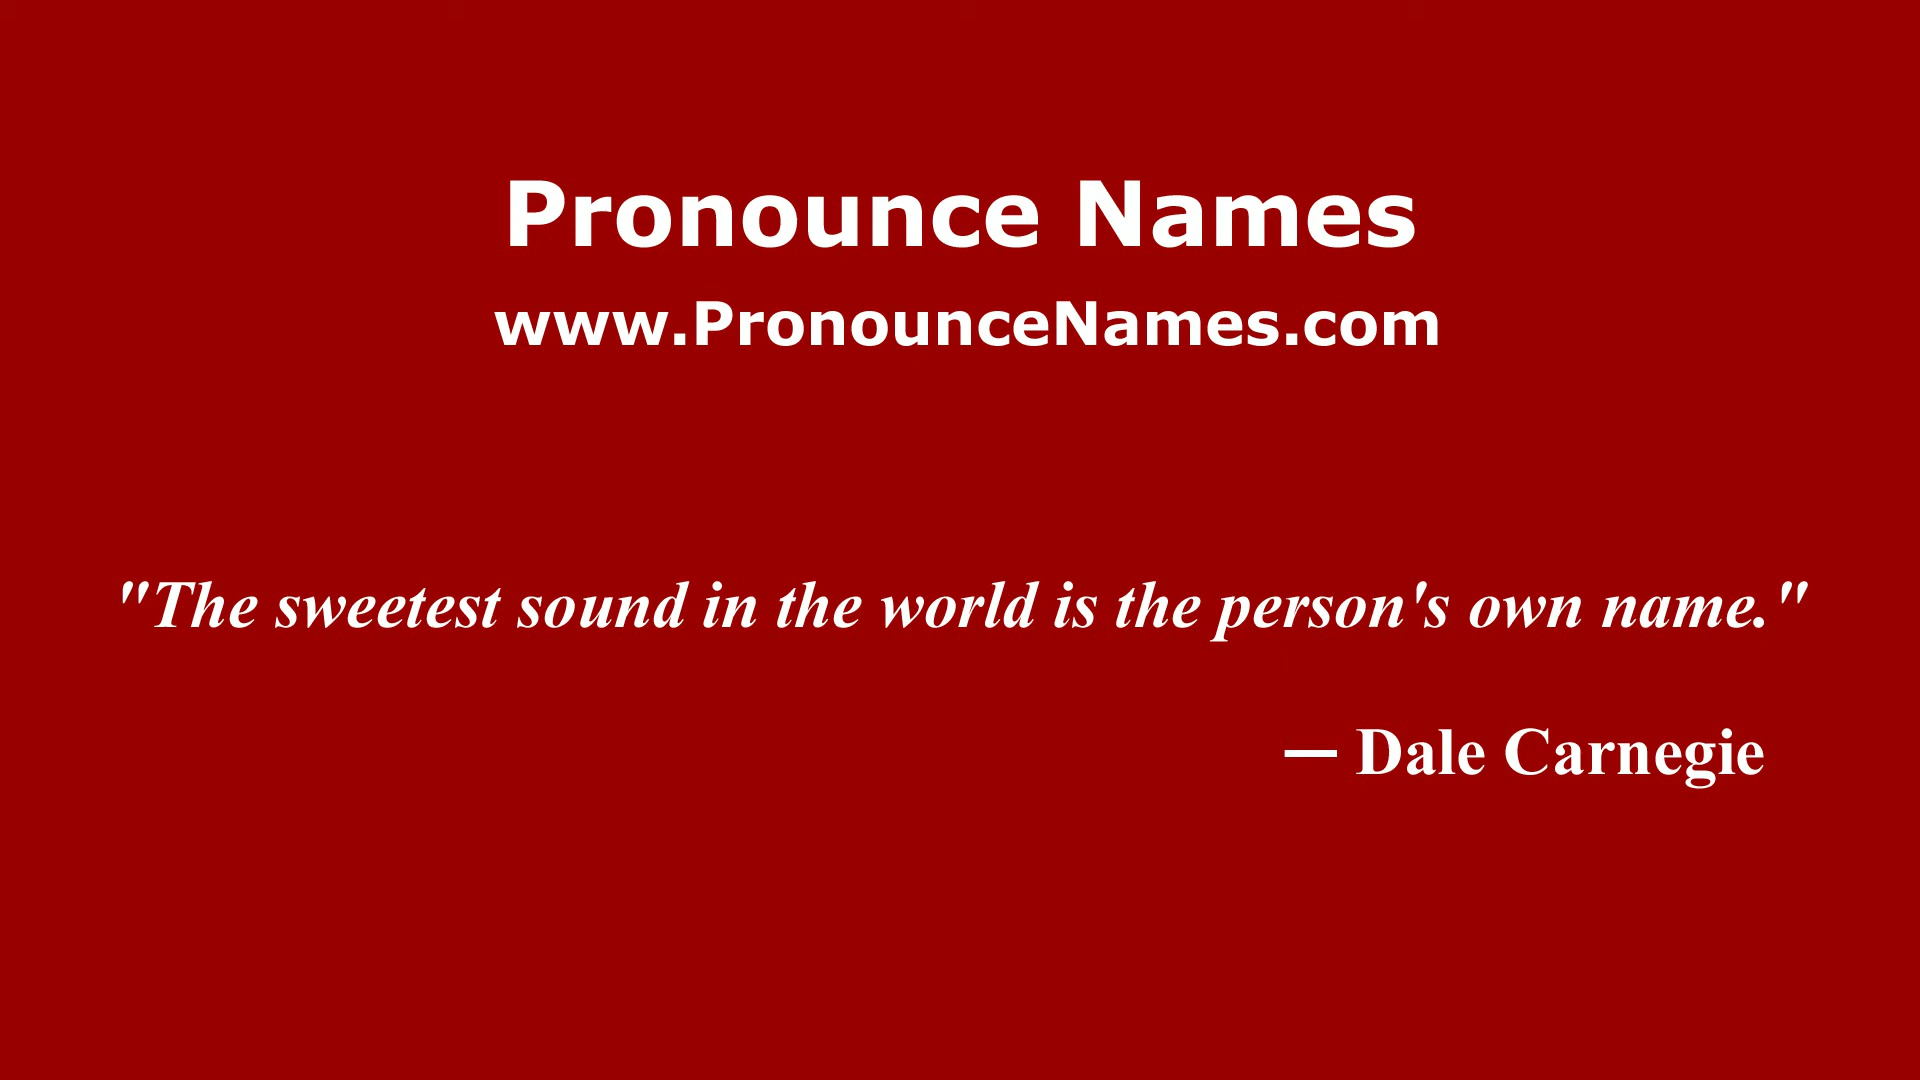 Pronounce Names
www.PronounceNames.com
"The sweetest sound in the world is the person's own name."
— Dale Carnegie